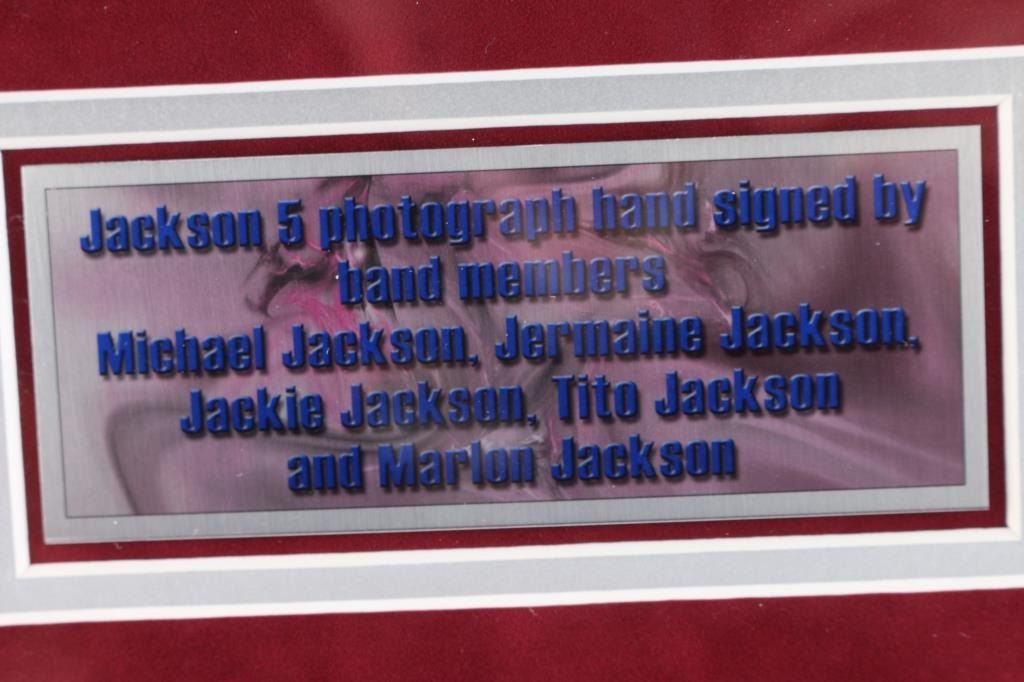 Jackson 5 photograph hand signed by
band members
Michael Jackson, Jermaine Jackson,
Jackie Jackson, Tito Jackson
and Marlon Jackson